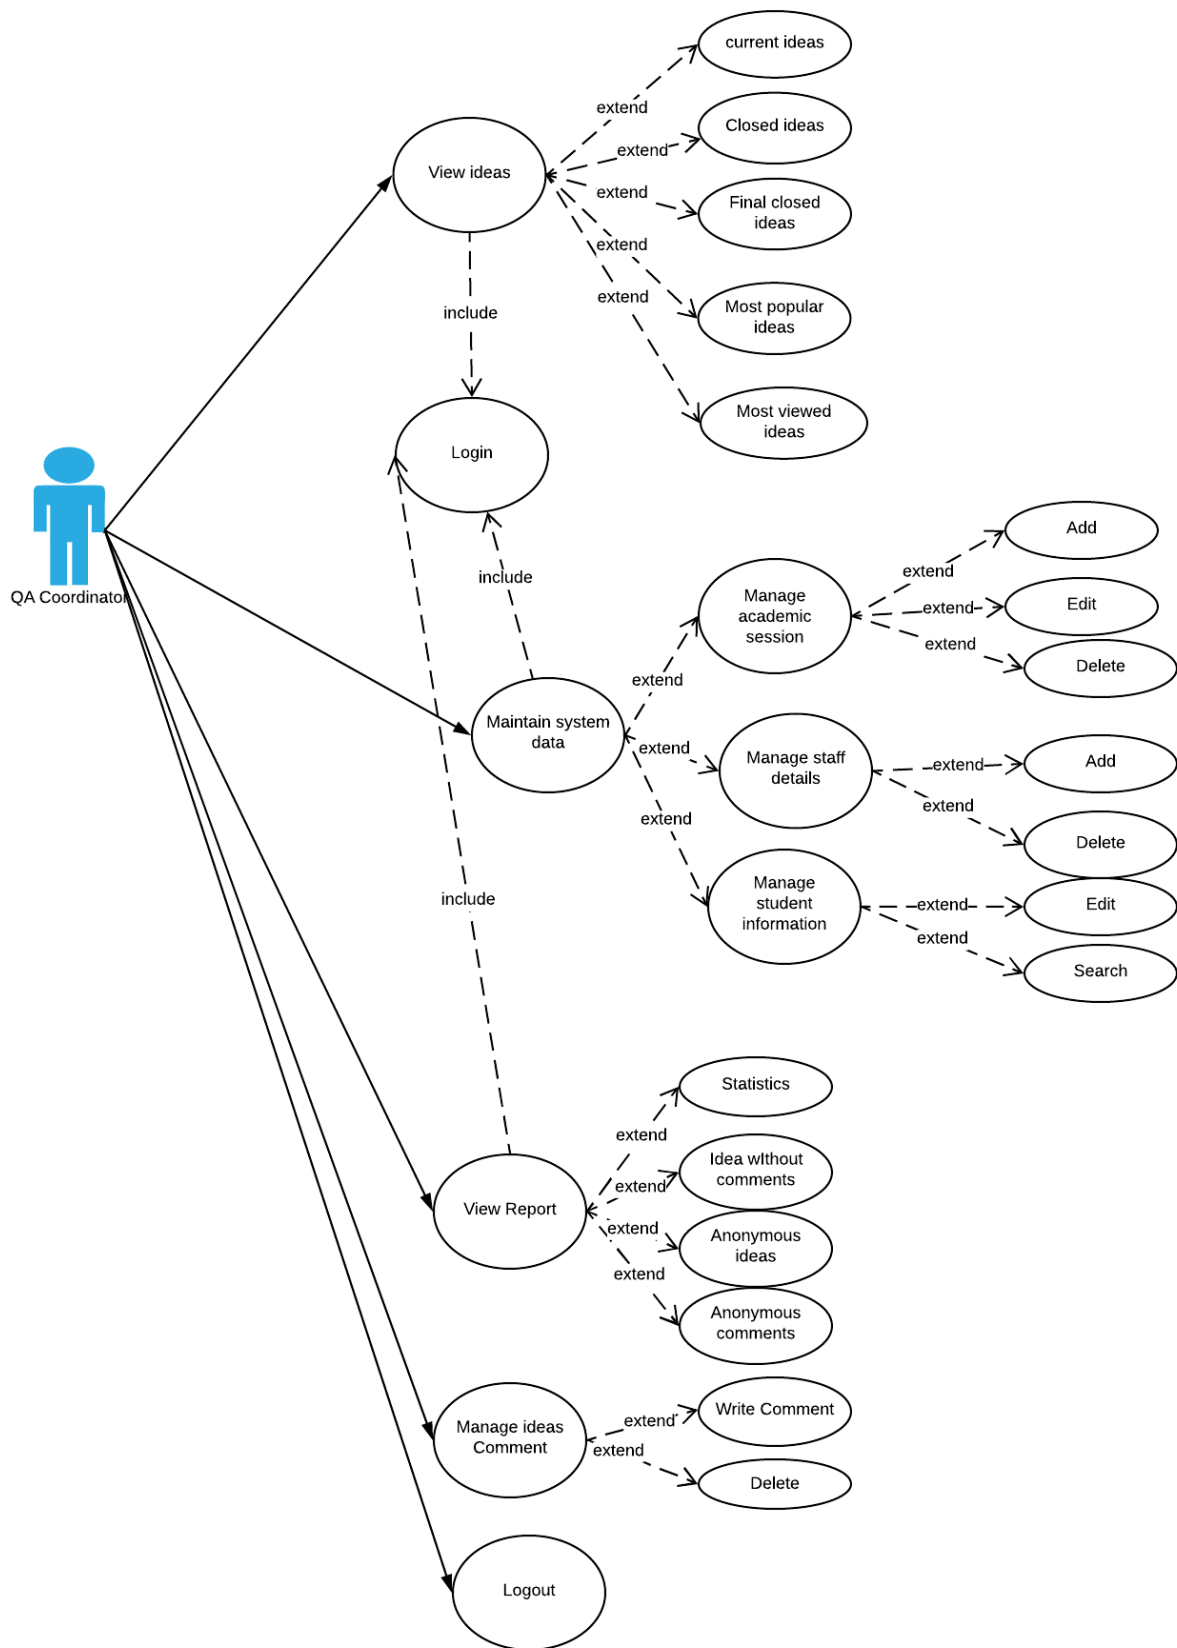 current ideas
extend
Closed ideas
extend
View ideas
extend
Final closed
ideas
extend
extend
include
Most popular
ideas
Most viewed
ideas
Login
QA Coordinator
include
Add
extend
Manage
academic
session
extend
Edit
extend
Delete
extend
Maintain system
data
extend
Manage staff
details
extend
Add
extend
extend
Delete
include
Manage
student
information
extend
Edit
extend
Search
Statistics
extend
Idea wIthout
comments
extend
View Report
extend
Anonymous
ideas
extend
Anonymous
comments
Manage ideas
Comment
extend
Write Comment
extend
Delete
Logout